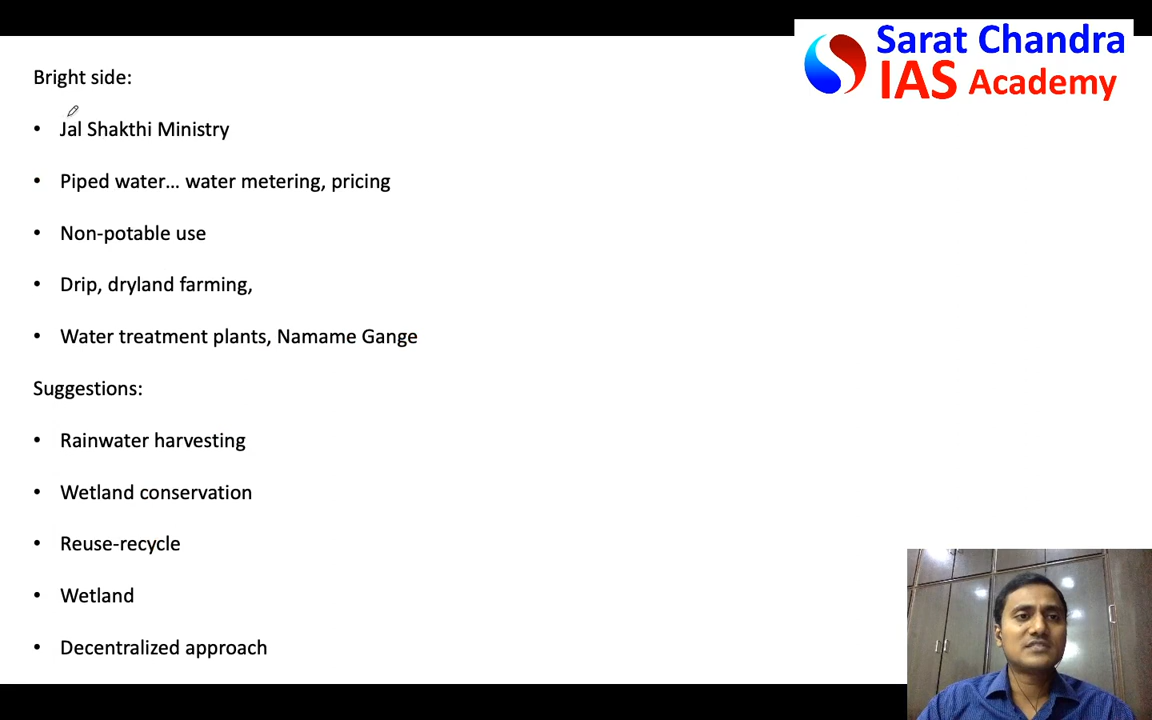 Sarat Chandra
IAS Academy
Bright side:
• Jal Shakthi Ministry
• Piped water... water metering, pricing
• Non-potable use
• Drip, dryland farming,
• Water treatment plants, Namame Gange
Suggestions:
• Rainwater harvesting
• Wetland conservation
• Reuse-recycle
• Wetland
• Decentralized approach